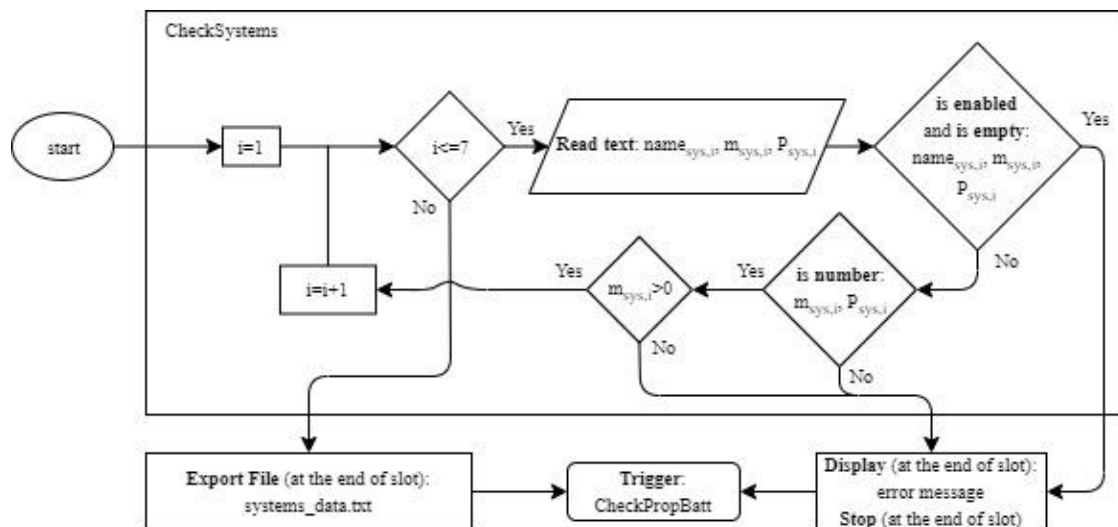 CheckSystems
start
i=1
i<=7
Yes
No
Read text: name_sys,i, m_sys,i, P_sys,i
is enabled
and is empty:
name_sys,i, m_sys,i,
P_sys,i
Yes
No
is number:
m_sys,i, P_sys,i
Yes
No
m_sys,i>0
Yes
No
i=i+1
Export File (at the end of slot):
systems_data.txt
Trigger:
CheckPropBatt
Display (at the end of slot):
error message
Stop (at the end of slot)